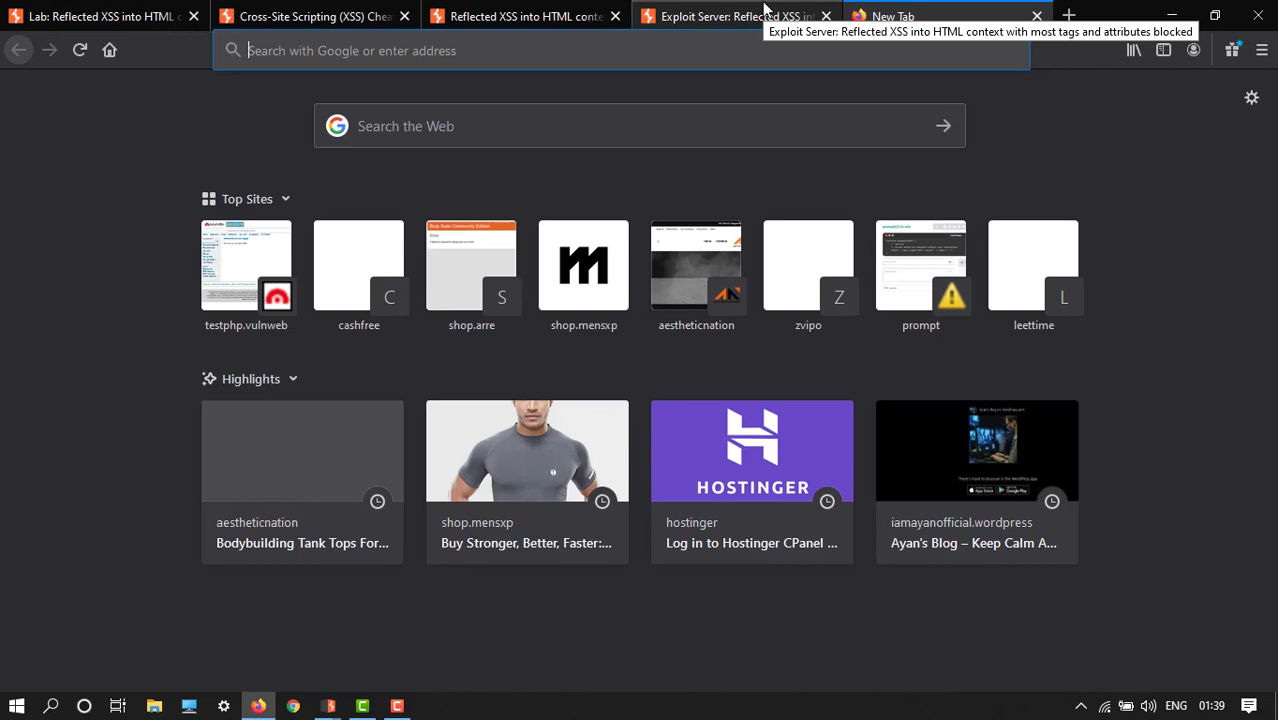 Lab: Reflected XSS into HTML co
Cross-Site Scripting (XSS) Chea
Reflected XSS into HTML conte
Exploit Server: Reflected XSS int
New Tab
Exploit Server: Reflected XSS into HTML context with most tags and attributes blocked
Search with Google or enter address
Search the Web
Top Sites
C
S
Z
L
testphp.vulnweb
cashfree
shop.arre
shop.mensxp
aestheticnation
zvipo
prompt
leettime
Highlights
HOSTINGER
aestheticnation
shop.mensxp
hostinger
iamayanofficial.wordpress
Bodybuilding Tank Tops For...
Buy Stronger, Better, Faster:...
Log in to Hostinger CPanel ...
Ayan's Blog – Keep Calm A...
ENG
01:39